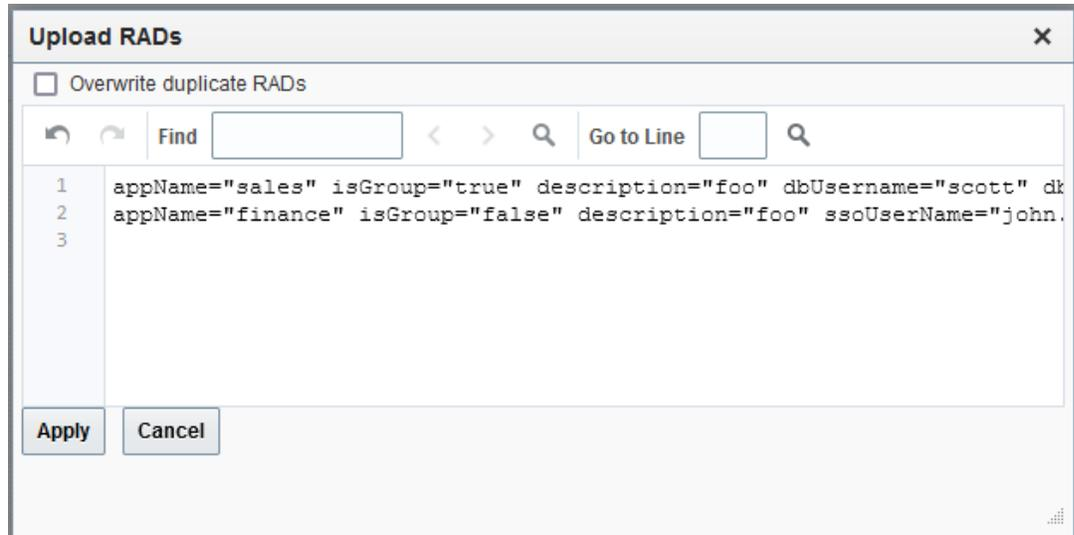 Upload RADs
Overwrite duplicate RADs
Find Go to Line
1 appName="sales" isGroup="true" description="foo" dbUsername="scott" db
2 appName="finance" isGroup="false" description="foo" ssoUserName="john.
3
Apply Cancel